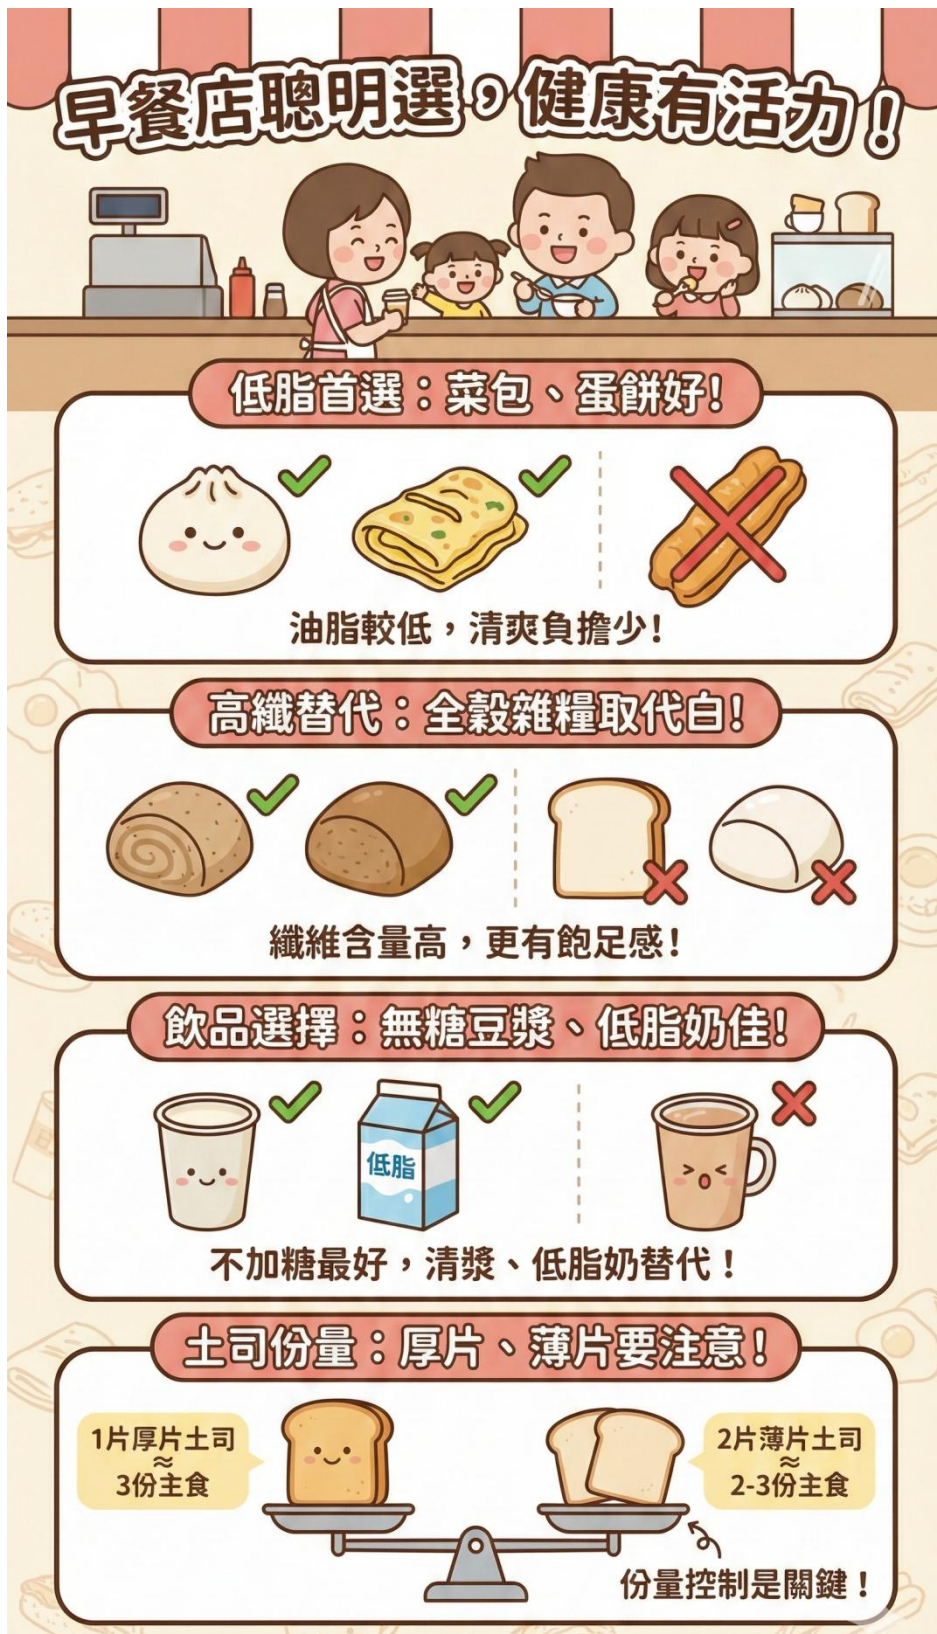 早餐店聰明選，健康有活力！
低脂首選：菜包、蛋餅好！
油脂較低，清爽負擔少！
高纖替代：全穀雜糧取代白！
纖維含量高，更有飽足感！
飲品選擇：無糖豆漿、低脂奶佳！
低脂
不加糖最好，清漿、低脂奶替代！
土司份量：厚片、薄片要注意！
1片厚片土司
≈
3份主食
2片薄片土司
≈
2-3份主食
份量控制是關鍵！